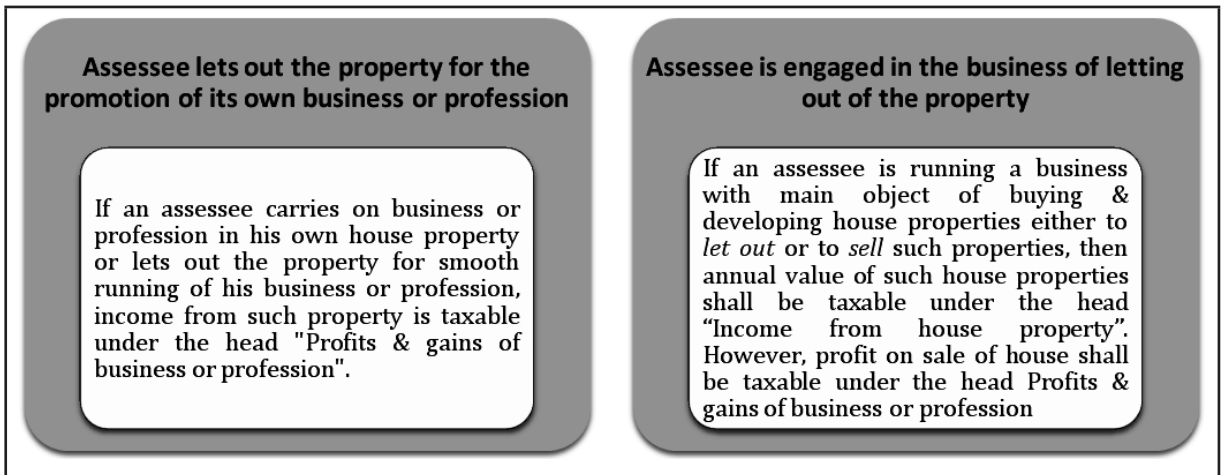 Assessee lets out the property for the
promotion of its own business or profession
If an assessee carries on business or
profession in his own house property
or lets out the property for smooth
running of his business or profession,
income from such property is taxable
under the head "Profits & gains of
business or profession".
Assessee is engaged in the business of letting
out of the property
If an assessee is running a business
with main object of buying &
developing house properties either to
let out or to sell such properties, then
annual value of such house properties
shall be taxable under the head
“Income from house property”.
However, profit on sale of house shall
be taxable under the head Profits &
gains of business or profession